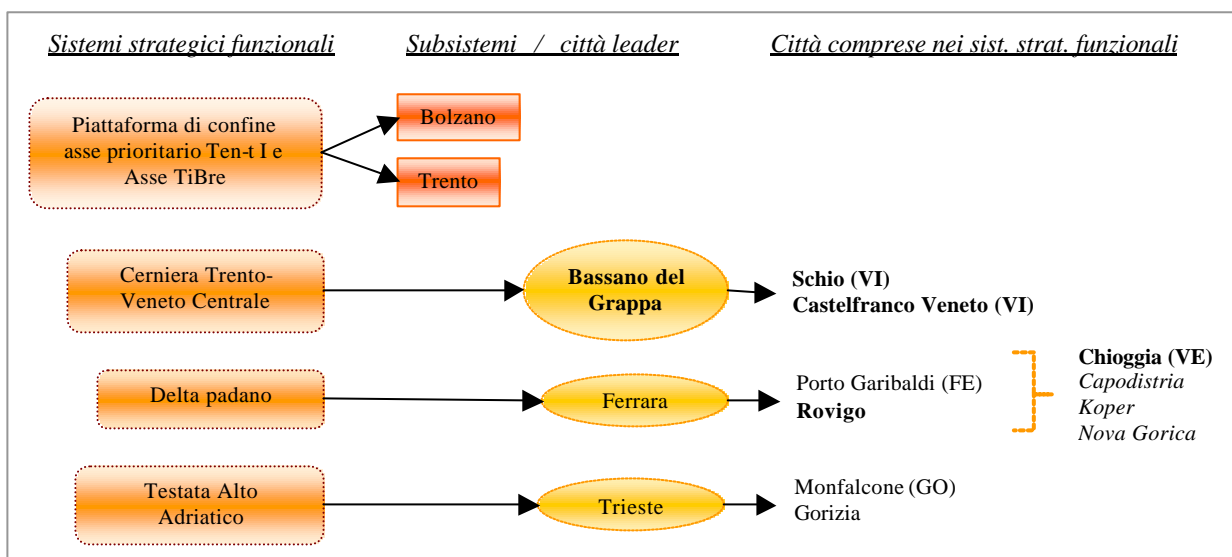 Sistemi strategici funzionali
Subsistemi / città leader
Città comprese nei sist. strat. funzionali
Piattaforma di confine
asse prioritario Ten-t I e
Asse TiBre
Bolzano
Trento
Cerniera Trento-
Veneto Centrale
Bassano del
Grappa
Schio (VI)
Castelfranco Veneto (VI)
Delta padano
Ferrara
Porto Garibaldi (FE)
Rovigo
Chioggia (VE)
Capodistria
Koper
Nova Gorica
Testata Alto
Adriatico
Trieste
Monfalcone (GO)
Gorizia